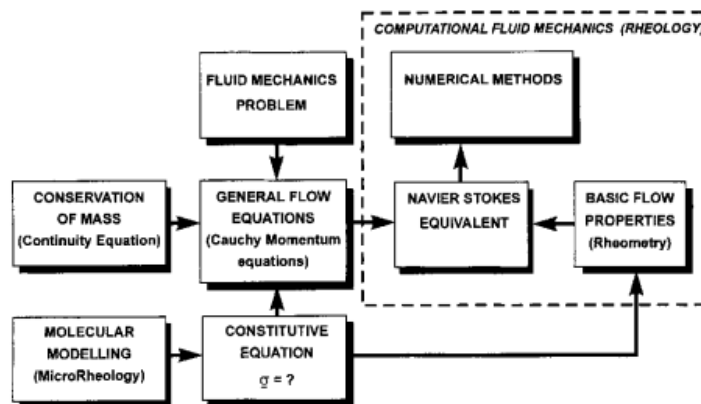 COMPUTATIONAL FLUID MECHANICS (RHEOLOGY)
FLUID MECHANICS
PROBLEM
NUMERICAL METHODS
CONSERVATION
OF MASS
(Continuity Equation)
GENERAL FLOW
EQUATIONS
(Cauchy Momentum
equations)
NAVIER STOKES
EQUIVALENT
BASIC FLOW
PROPERTIES
(Rheometry)
MOLECULAR
MODELLING
(MicroRheology)
CONSTITUTIVE
EQUATION
σ = ?